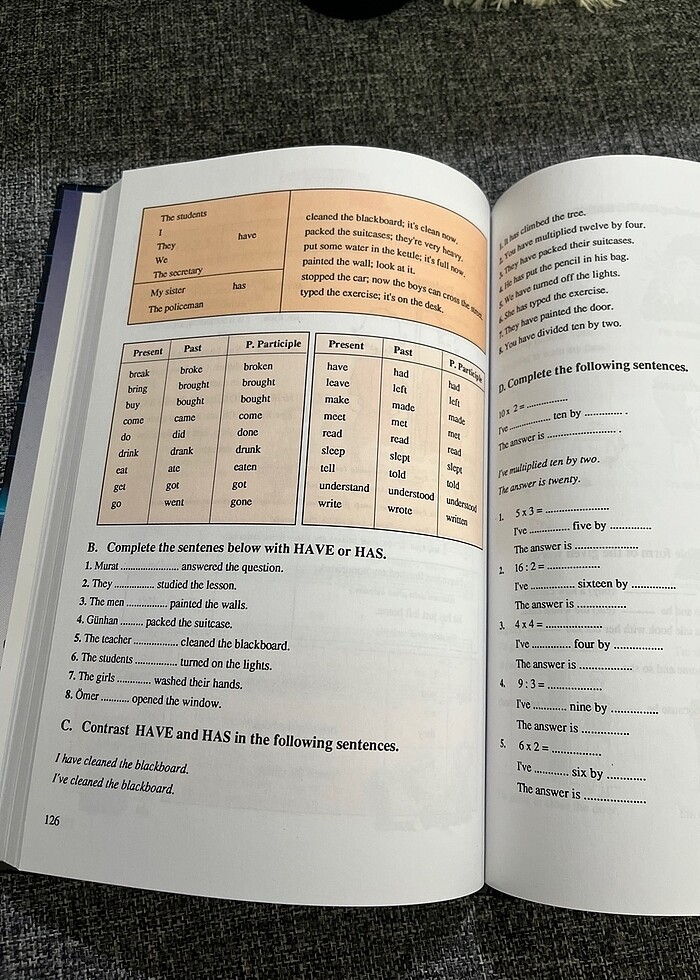 The students
I
They
have
We
The secretary
My sister
has
The policeman
cleaned the blackboard; it's clean now.
packed the suitcases; they're very heavy.
put some water in the kettle; it's full now.
painted the wall; look at it.
stopped the car; now the boys can cross the street.
typed the exercise; it's on the desk.
Present Past P. Participle
break broke broken
bring brought brought
buy bought bought
come came come
do did done
drink drank drunk
eat ate eaten
get got got
go went gone
Present Past P. Participle
have had had
leave left left
make made made
meet met met
read read read
sleep slept slept
tell told told
understand understood understood
write wrote written
B. Complete the sentenes below with HAVE or HAS.
1. Murat ...................... answered the question.
2. They .............. studied the lesson.
3. The men .............. painted the walls.
4. Günhan ......... packed the suitcase.
5. The teacher ................ cleaned the blackboard.
6. The students ............... turned on the lights.
7. The girls ............ washed their hands.
8. Ömer .......... opened the window.
C. Contrast HAVE and HAS in the following sentences.
I have cleaned the blackboard.
I've cleaned the blackboard.
126
1. It has climbed the tree.
2. You have multiplied twelve by four.
3. They have packed their suitcases.
4. He has put the pencil in his bag.
5. We have turned off the lights.
6. She has typed the exercise.
7. They have painted the door.
8. You have divided ten by two.
D. Complete the following sentences.
10 x 2 = ...............
I've ............... ten by ............. .
The answer is ......................... .
I've multiplied ten by two.
The answer is twenty.
1. 5 x 3 = ......................
I've .............. five by ..............
The answer is ......................
2. 16 : 2 = ...................
I've .............. sixteen by ................
The answer is ..................
3. 4 x 4 = ....................
I've ............. four by .................
The answer is ...................
4. 9 : 3 = ...................
I've ............ nine by ................
The answer is ................
5. 6 x 2 = .................
I've ............ six by .............
The answer is .....................